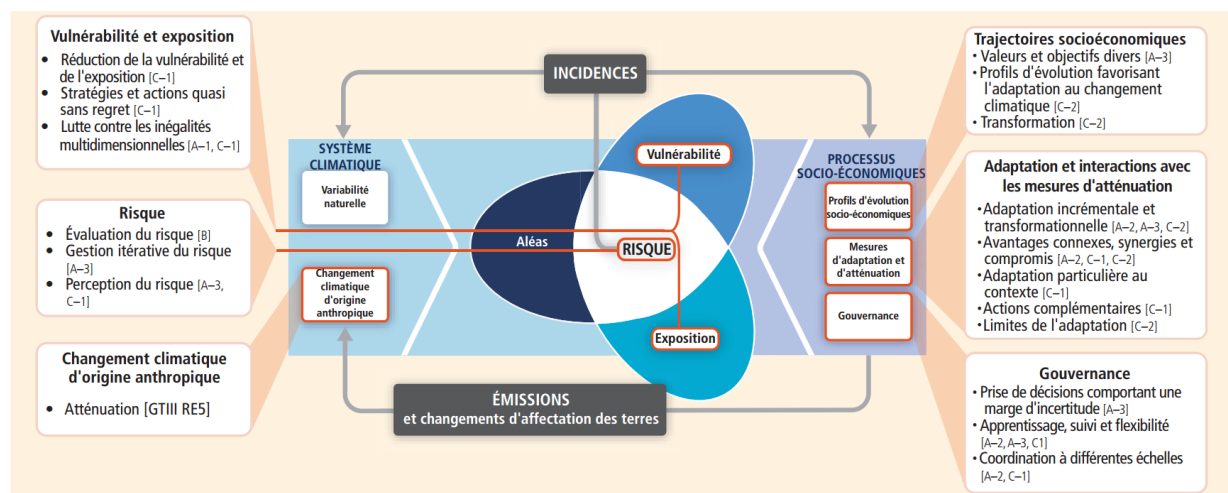 Vulnérabilité et exposition
• Réduction de la vulnérabilité et
de l'exposition [C–1]
• Stratégies et actions quasi
sans regret [C–1]
• Lutte contre les inégalités
multidimensionnelles [A–1, C–1]
Risque
• Évaluation du risque [B]
• Gestion itérative du risque
[A–3]
• Perception du risque [A–3,
C–1]
Changement climatique
d'origine anthropique
• Atténuation [GTIII RE5]
INCIDENCES
SYSTÈME
CLIMATIQUE
Variabilité
naturelle
Changement
climatique
d'origine
anthropique
Aléas
Vulnérabilité
RISQUE
Exposition
PROCESSUS
SOCIO-ÉCONOMIQUES
Profils d'évolution
socio-économiques
Mesures
d'adaptation et
d'atténuation
Gouvernance
ÉMISSIONS
et changements d'affectation des terres
Trajectoires socioéconomiques
• Valeurs et objectifs divers [A–3]
• Profils d'évolution favorisant
l'adaptation au changement
climatique [C–2]
• Transformation [C–2]
Adaptation et interactions avec
les mesures d'atténuation
• Adaptation incrémentale et
transformationnelle [A–2, A–3, C–2]
• Avantages connexes, synergies et
compromis [A–2, C–1, C–2]
• Adaptation particulière au
contexte [C–1]
• Actions complémentaires [C–1]
• Limites de l'adaptation [C–2]
Gouvernance
• Prise de décisions comportant une
marge d'incertitude [A–3]
• Apprentissage, suivi et flexibilité
[A–2, A–3, C1]
• Coordination à différentes échelles
[A–2, C–1]